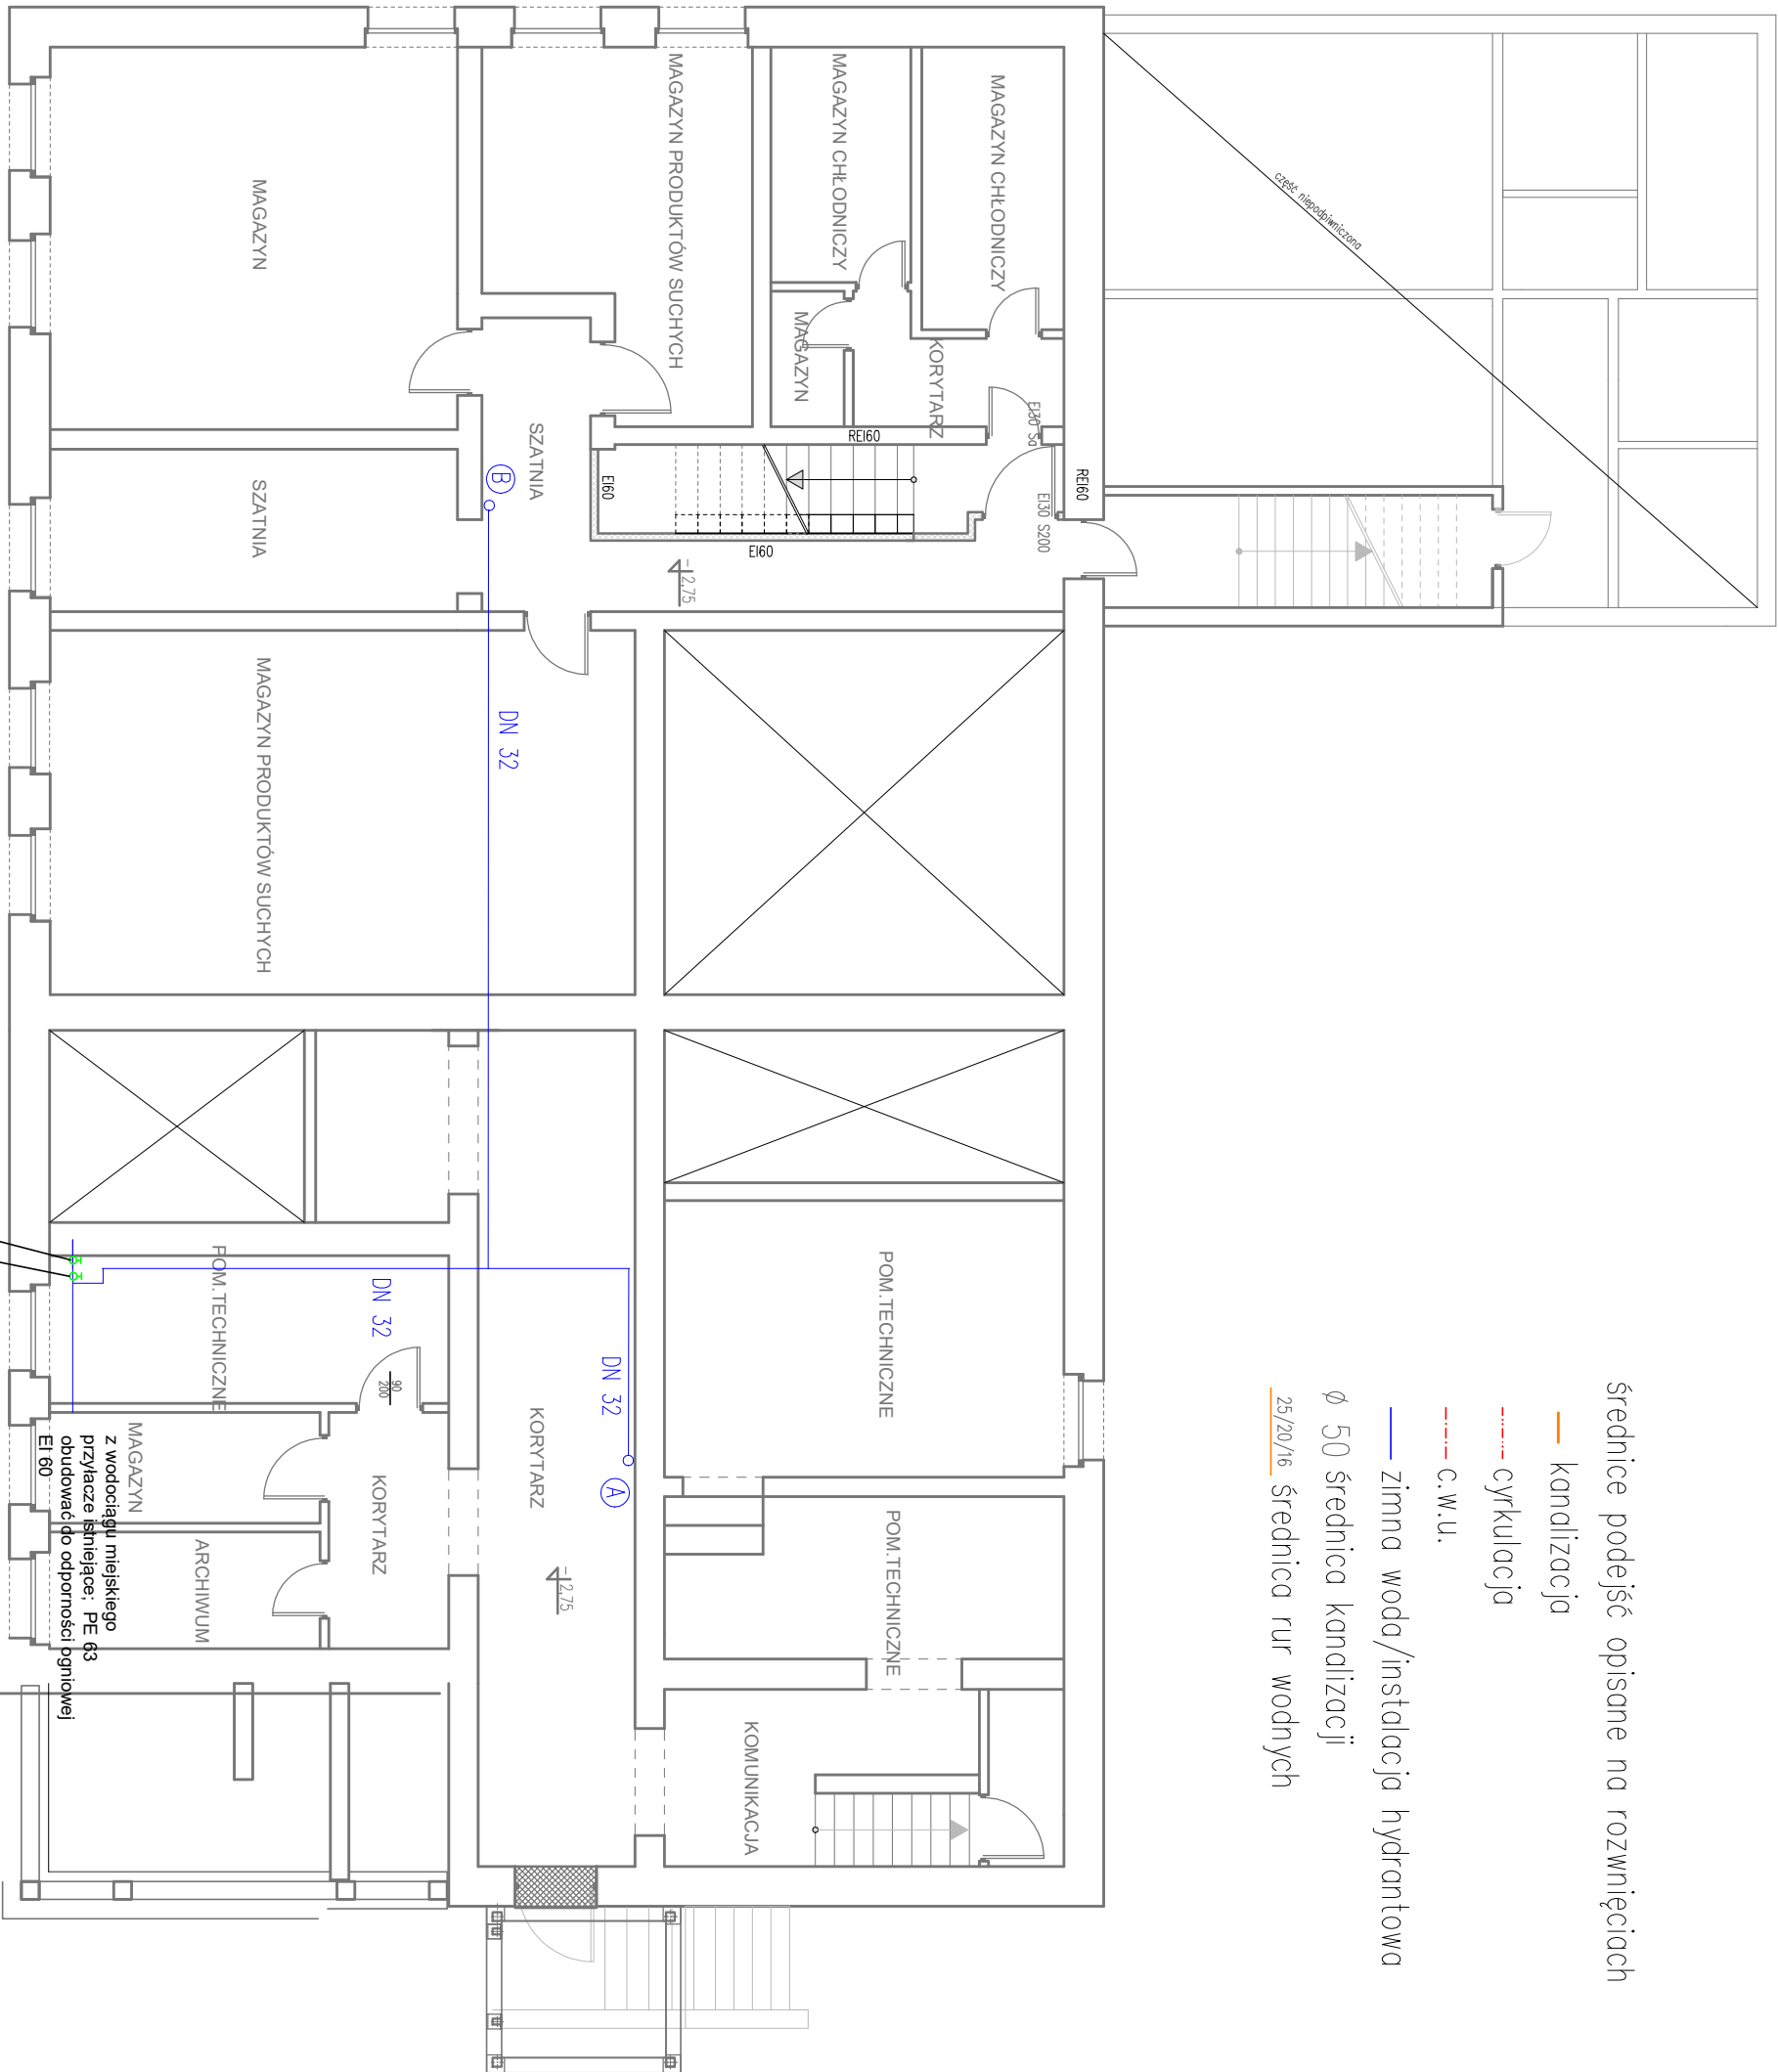 Średnice podejść opisane na rozwnięciach
kanalizacja
cyrkulacja
c.w.u.
zimna woda/instalacja hydrantowa
Ø 50 średnica kanalizacji
25/20/16 średnica rur wodnych
część niepodpiwniczona
MAGAZYN CHŁODNICZY
MAGAZYN CHŁODNICZY
MAGAZYN PRODUKTÓW SUCHYCH
MAGAZYN
MAGAZYN
KORYTARZ
EI30 Sa
REI60
REI60
EI30 S200
EI60
EI60
SZATNIA
SZATNIA
B
-2,75
DN 32
MAGAZYN PRODUKTÓW SUCHYCH
POM.TECHNICZNE
POM.TECHNICZNE
KOMUNIKACJA
DN 32
A
KORYTARZ
-2,75
DN 32
90
200
POM.TECHNICZNE
KORYTARZ
MAGAZYN
ARCHIWUM
z wodociągu miejskiego
przyłącze istniejące; PE 63
obudować do odporności ogniowej
EI 60